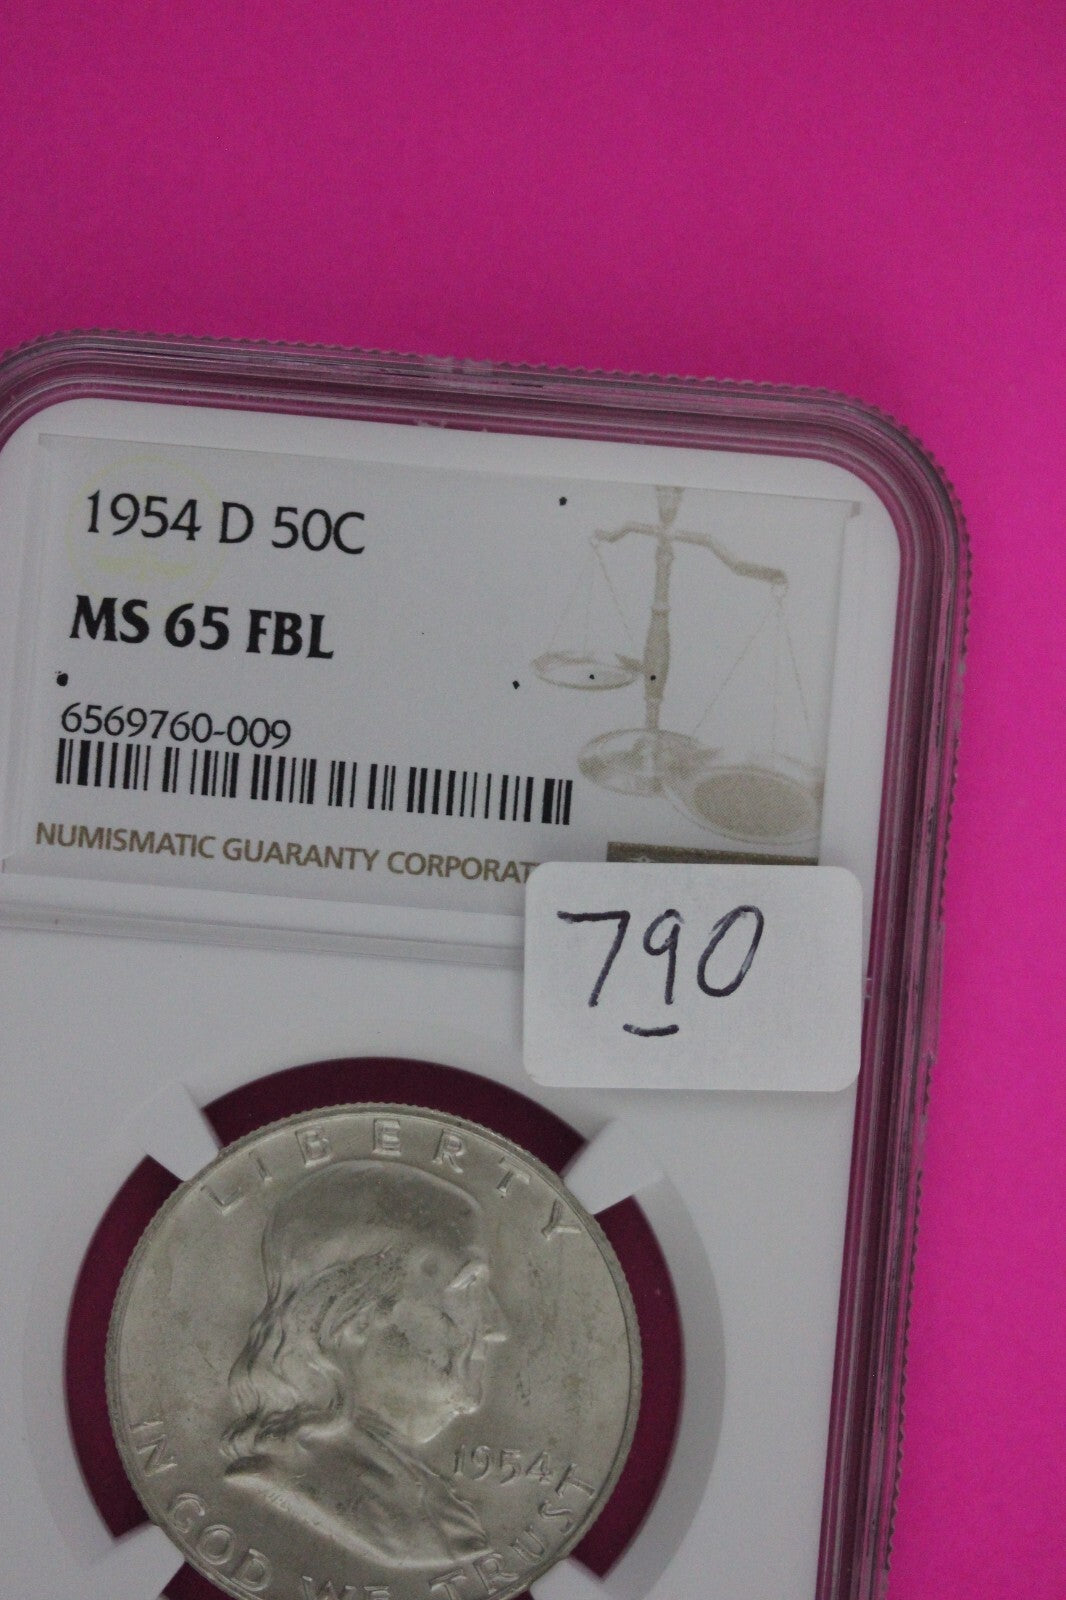 1954 D 50C
MS 65 FBL
6569760-009
NUMISMATIC GUARANTY CORPORAT
790
LIBERTY
1954
IN GOD WE TRUST